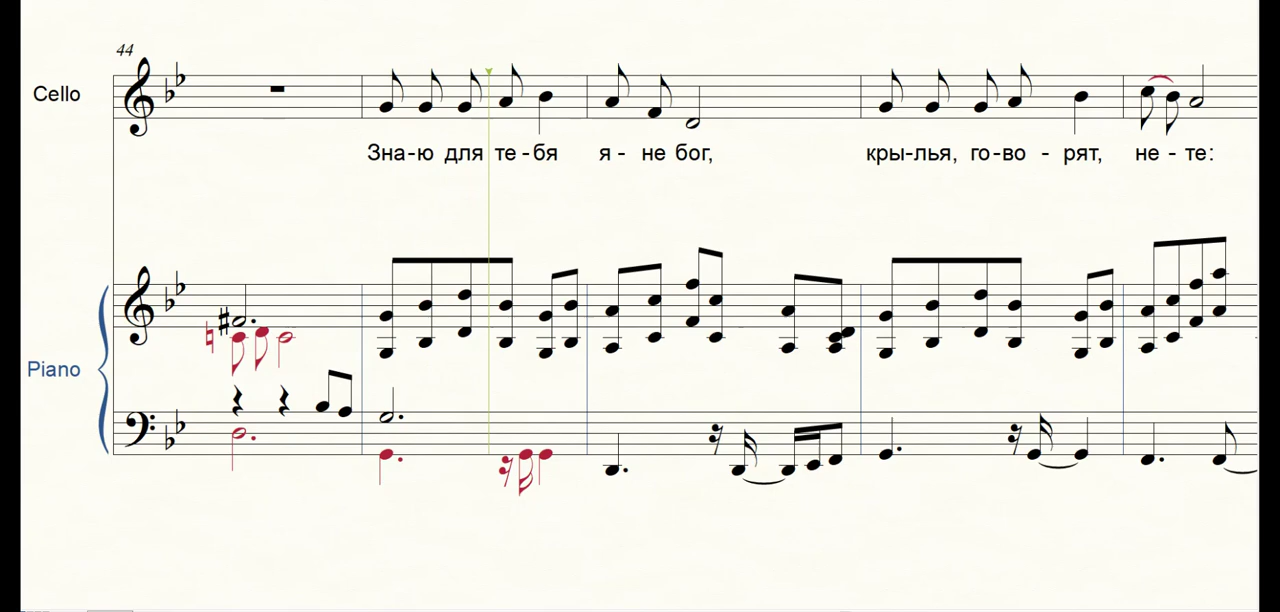 44
Cello
Зна-ю для те-бя я - не бог, кры-лья, го-во - рят, не - те:
Piano